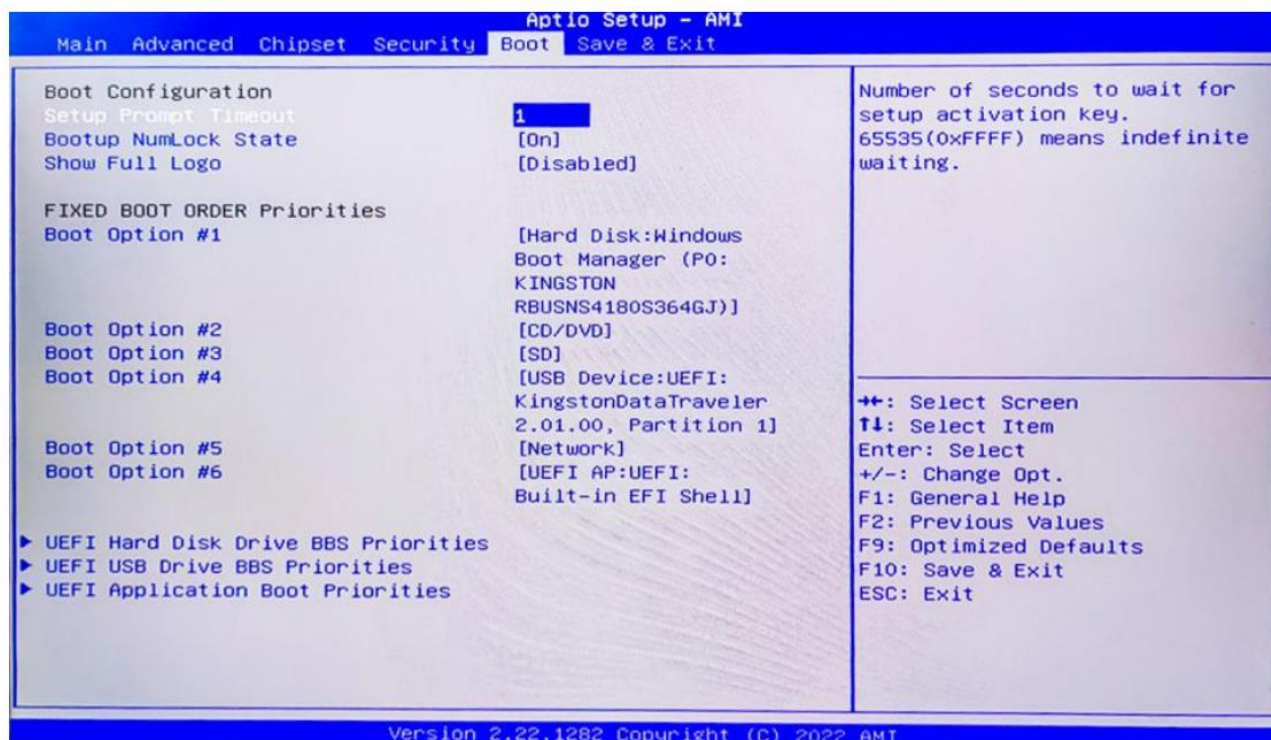 Aptio Setup - AMI
Main Advanced Chipset Security Boot Save & Exit
Boot Configuration
Setup Prompt Timeout 1
Bootup NumLock State [On]
Show Full Logo [Disabled]
FIXED BOOT ORDER Priorities
Boot Option #1 [Hard Disk:Windows
Boot Manager (P0:
KINGSTON
RBUSNS4180S364GJ)]
Boot Option #2 [CD/DVD]
Boot Option #3 [SD]
Boot Option #4 [USB Device:UEFI:
KingstonDataTraveler
2.01.00, Partition 1]
Boot Option #5 [Network]
Boot Option #6 [UEFI AP:UEFI:
Built-in EFI Shell]
▶ UEFI Hard Disk Drive BBS Priorities
▶ UEFI USB Drive BBS Priorities
▶ UEFI Application Boot Priorities
Number of seconds to wait for
setup activation key.
65535(0xFFFF) means indefinite
waiting.
→←: Select Screen
↑↓: Select Item
Enter: Select
+/-: Change Opt.
F1: General Help
F2: Previous Values
F9: Optimized Defaults
F10: Save & Exit
ESC: Exit
Version 2.22.1282 Copyright (C) 2022 AMI